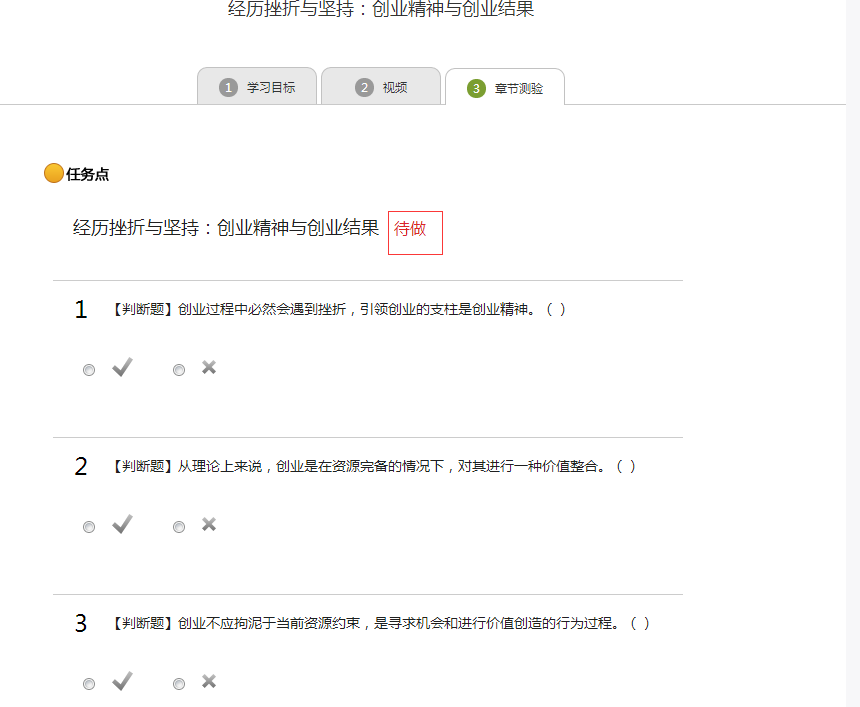 经历挫折与坚持：创业精神与创业结果
1 学习目标 2 视频 3 章节测验
任务点
经历挫折与坚持：创业精神与创业结果 待做
1 【判断题】创业过程中必然会遇到挫折，引领创业的支柱是创业精神。（ ）
2 【判断题】从理论上来说，创业是在资源完备的情况下，对其进行一种价值整合。（ ）
3 【判断题】创业不应拘泥于当前资源约束，是寻求机会和进行价值创造的行为过程。（ ）